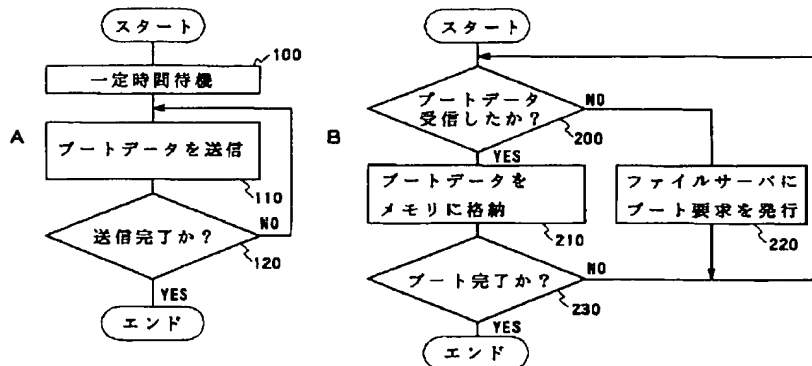 A
スタート
100
一定時間待機
ブートデータを送信
110
送信完了か?
NO
120
YES
エンド
B
スタート
ブートデータ
受信したか?
NO
200
YES
ブートデータを
メモリに格納
210
ファイルサーバに
ブート要求を発行
220
ブート完了か?
NO
230
YES
エンド